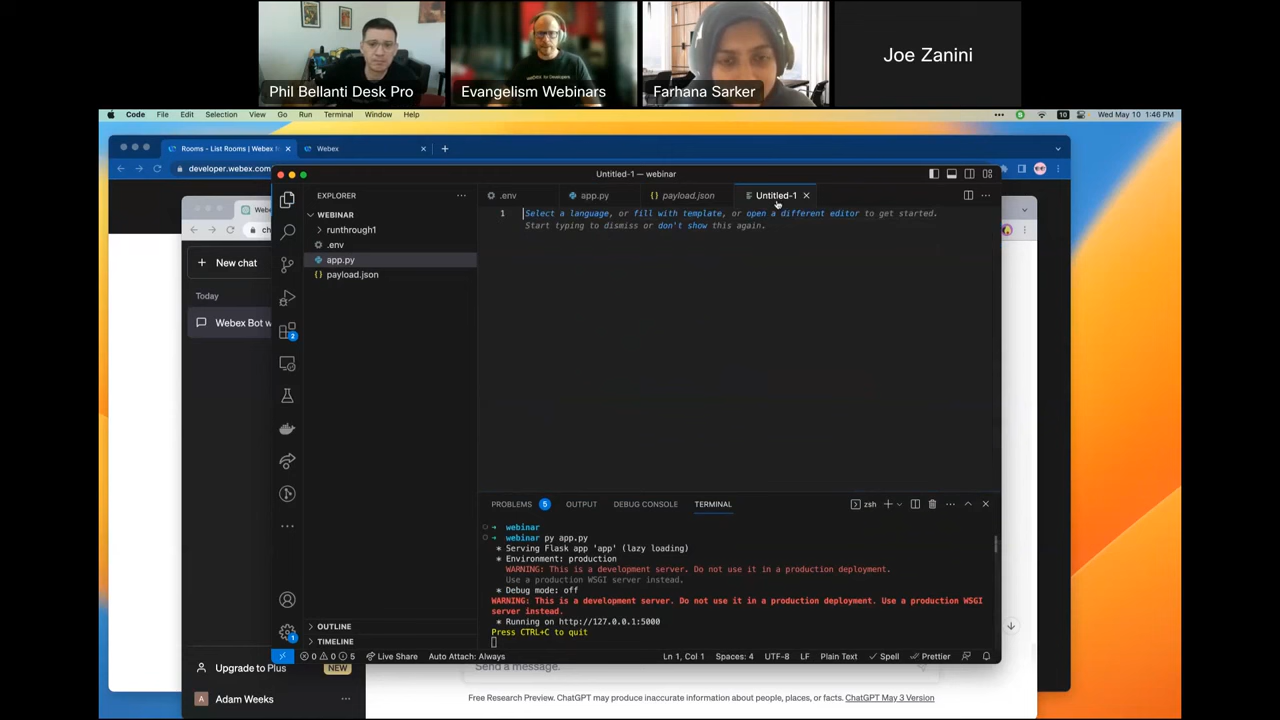 Phil Bellanti Desk Pro
Evangelism Webinars
Farhana Sarker
Joe Zanini
Code File Edit Selection View Go Run Terminal Window Help
10 Wed May 10 1:46 PM
Rooms - List Rooms | Webex f
Webex
developer.webex.com
Untitled-1 — webinar
EXPLORER
.env
app.py
payload.json
Untitled-1
WEBINAR
runthrough1
.env
app.py
payload.json
1
Select a language, or fill with template, or open a different editor to get started.
Start typing to dismiss or don't show this again.
Web
ch
New chat
Today
Webex Bot w
2
1
PROBLEMS 5 OUTPUT DEBUG CONSOLE TERMINAL
zsh
webinar
webinar py app.py
* Serving Flask app 'app' (lazy loading)
* Environment: production
WARNING: This is a development server. Do not use it in a production deployment.
Use a production WSGI server instead.
* Debug mode: off
WARNING: This is a development server. Do not use it in a production deployment. Use a production WSGI
server instead.
* Running on http://127.0.0.1:5000
Press CTRL+C to quit
OUTLINE
TIMELINE
0 0 5 Live Share Auto Attach: Always
Ln 1, Col 1 Spaces: 4 UTF-8 LF Plain Text Spell Prettier
Upgrade to Plus NEW
Send a message.
Adam Weeks
Free Research Preview. ChatGPT may produce inaccurate information about people, places, or facts. ChatGPT May 3 Version